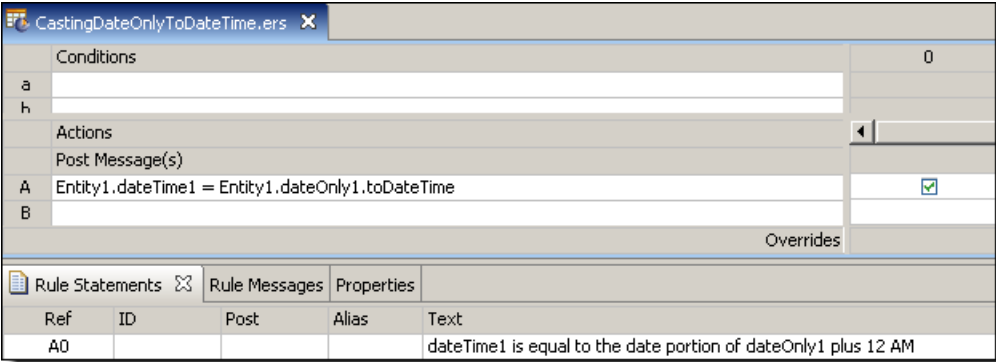 CastingDateOnlyToDateTime.ers
Conditions 0
a
b
Actions
Post Message(s)
A Entity1.dateTime1 = Entity1.dateOnly1.toDateTime
B
Overrides
Rule Statements Rule Messages Properties
Ref ID Post Alias Text
A0 dateTime1 is equal to the date portion of dateOnly1 plus 12 AM